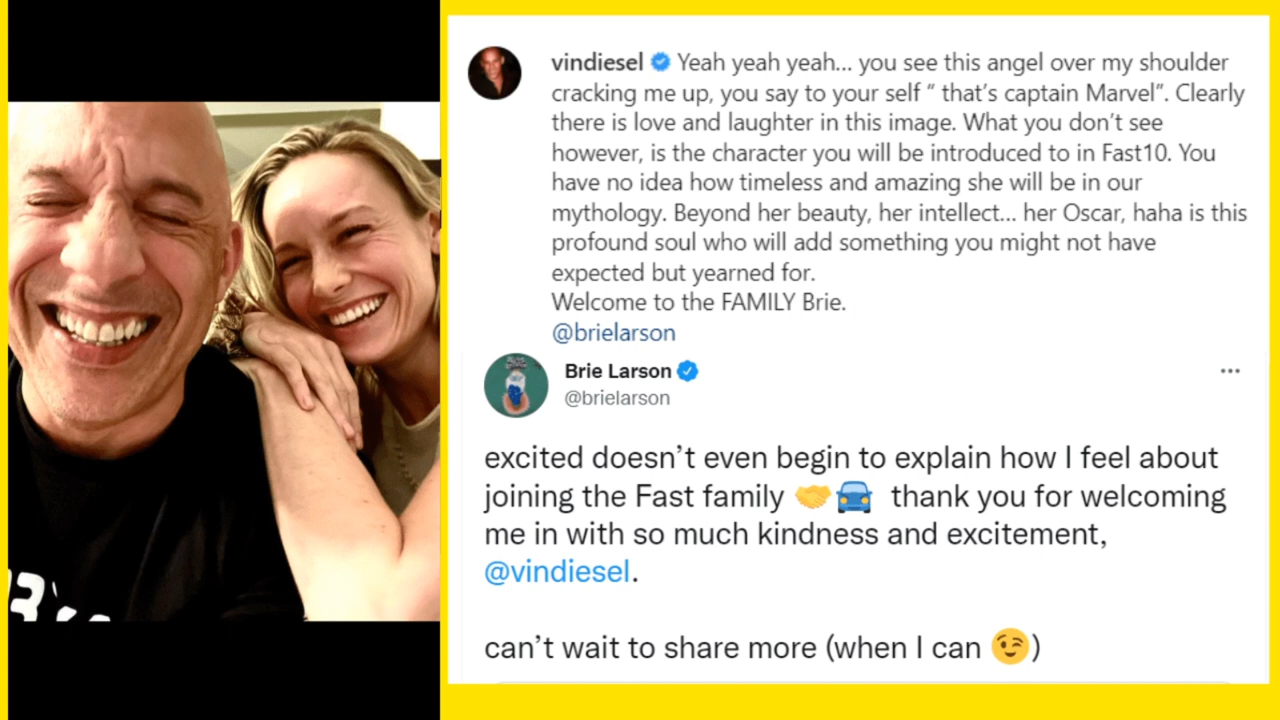 vindiesel Yeah yeah yeah... you see this angel over my shoulder
cracking me up, you say to your self “ that’s captain Marvel”. Clearly
there is love and laughter in this image. What you don’t see
however, is the character you will be introduced to in Fast10. You
have no idea how timeless and amazing she will be in our
mythology. Beyond her beauty, her intellect... her Oscar, haha is this
profound soul who will add something you might not have
expected but yearned for.
Welcome to the FAMILY Brie.
@brielarson
Brie Larson
@brielarson
excited doesn’t even begin to explain how I feel about
joining the Fast family 🤝🚙 thank you for welcoming
me in with so much kindness and excitement,
@vindiesel.
can’t wait to share more (when I can 😉)